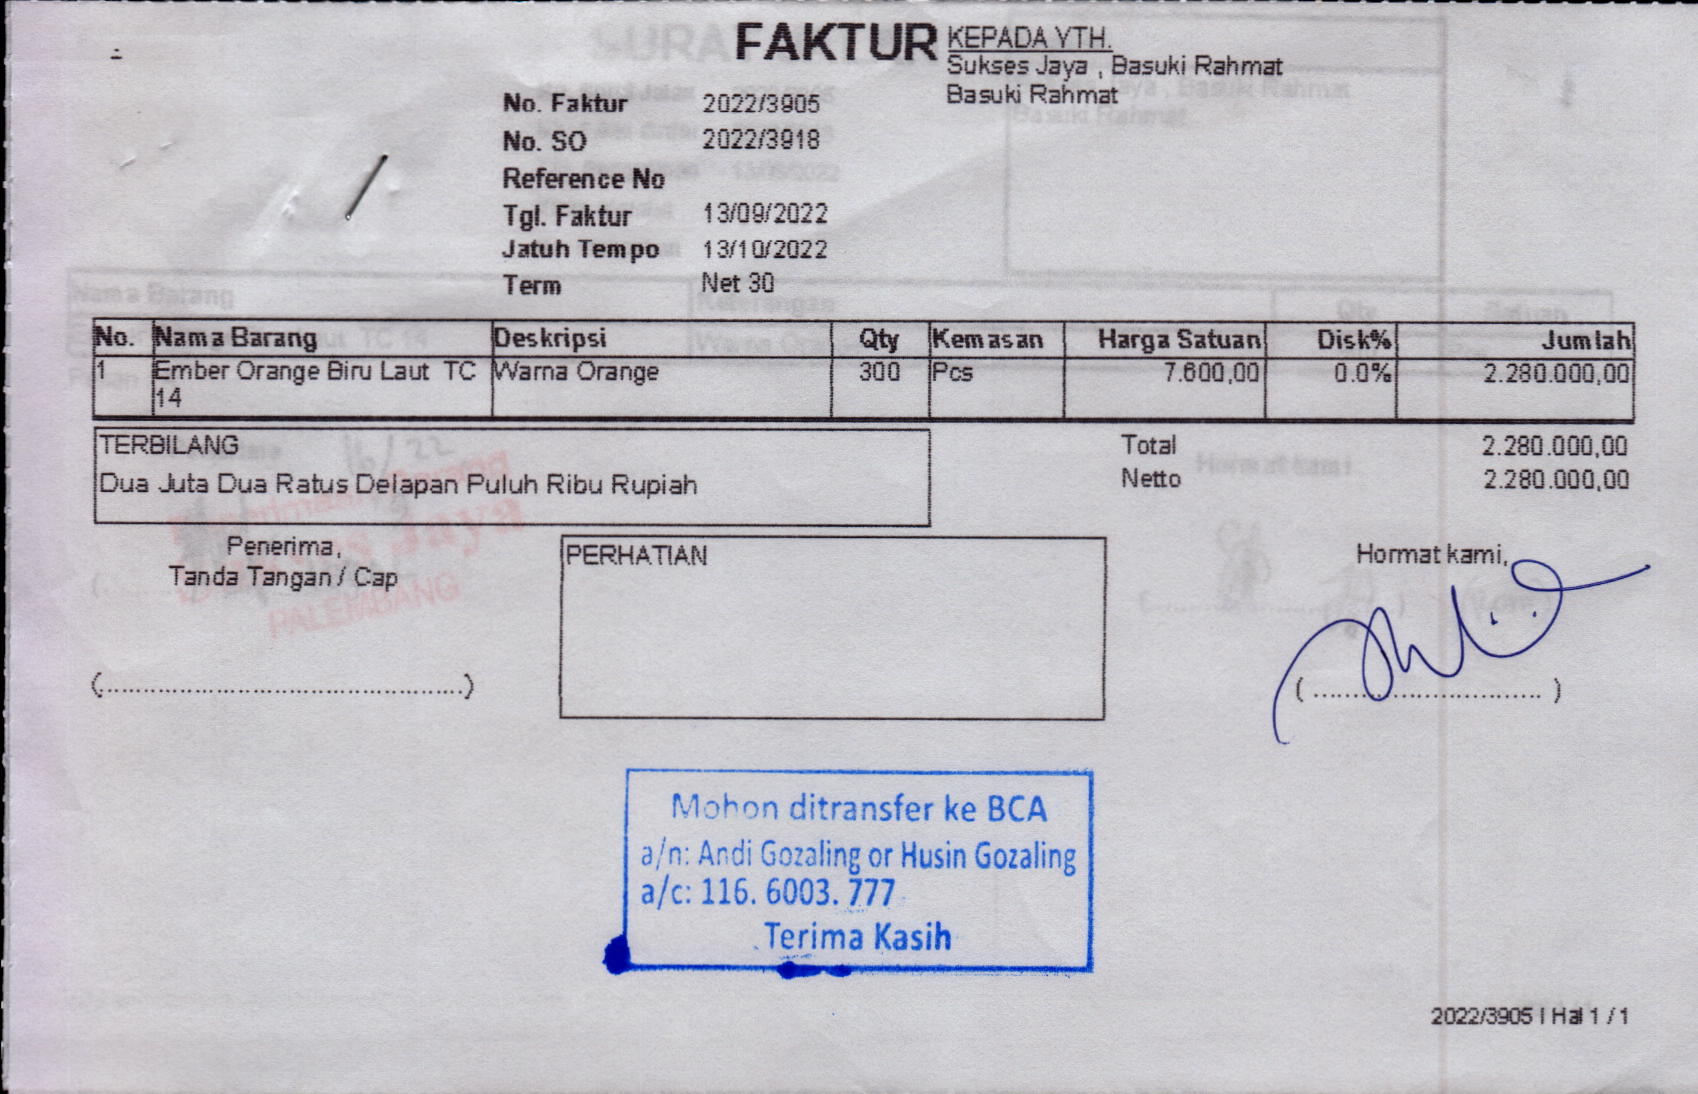 FAKTUR
KEPADA YTH.
Sukses Jaya , Basuki Rahmat
Basuki Rahmat
No. Faktur 2022/3905
No. SO 2022/3918
Reference No
Tgl. Faktur 13/09/2022
Jatuh Tempo 13/10/2022
Term Net 30
No. Nama Barang Deskripsi Qty Kemasan Harga Satuan Disk% Jumlah
1 Ember Orange Biru Laut TC Warna Orange 300 Pcs 7.600,00 0.0% 2.280.000,00
14
TERBILANG
Dua Juta Dua Ratus Delapan Puluh Ribu Rupiah
Total 2.280.000,00
Netto 2.280.000,00
Penerima,
Tanda Tangan / Cap
PERHATIAN
Hormat kami,
(..............................................)
( ............................. )
Mohon ditransfer ke BCA
a/n: Andi Gozaling or Husin Gozaling
a/c: 116. 6003. 777
Terima Kasih
2022/3905 | Hal 1 / 1